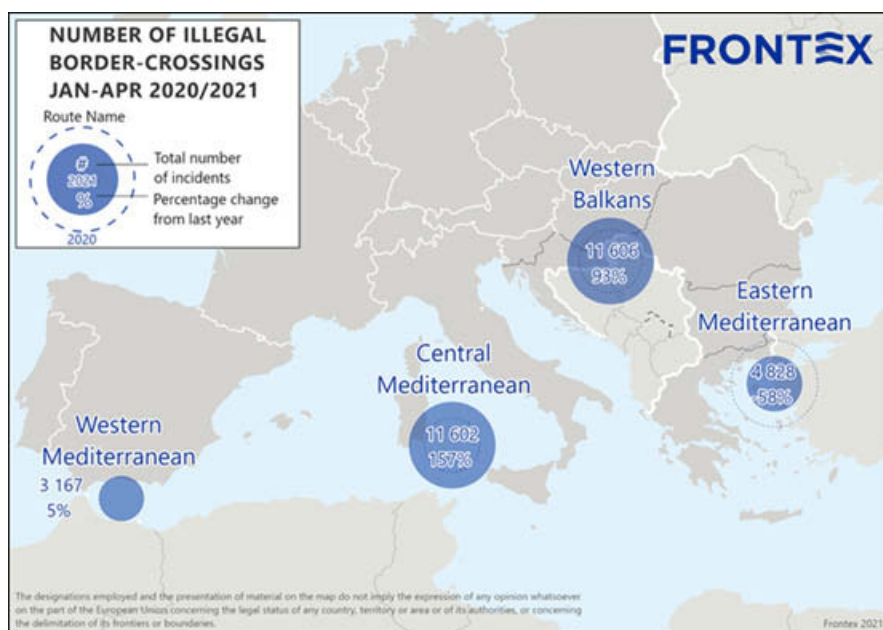 NUMBER OF ILLEGAL
BORDER-CROSSINGS
JAN-APR 2020/2021
Route Name
#
2021
%
Total number
of incidents
Percentage change
from last year
2020
FRONTEX
Western
Balkans
11 606
93%
Eastern
Mediterranean
4 828
-58%
Central
Mediterranean
11 602
157%
Western
Mediterranean
3 167
5%
The designations employed and the presentation of material on the map do not imply the expression of any opinion whatsoever
on the part of the European Union concerning the legal status of any country, territory or area or of its authorities, or concerning
the delimitation of its frontiers or boundaries.
Frontex 2021